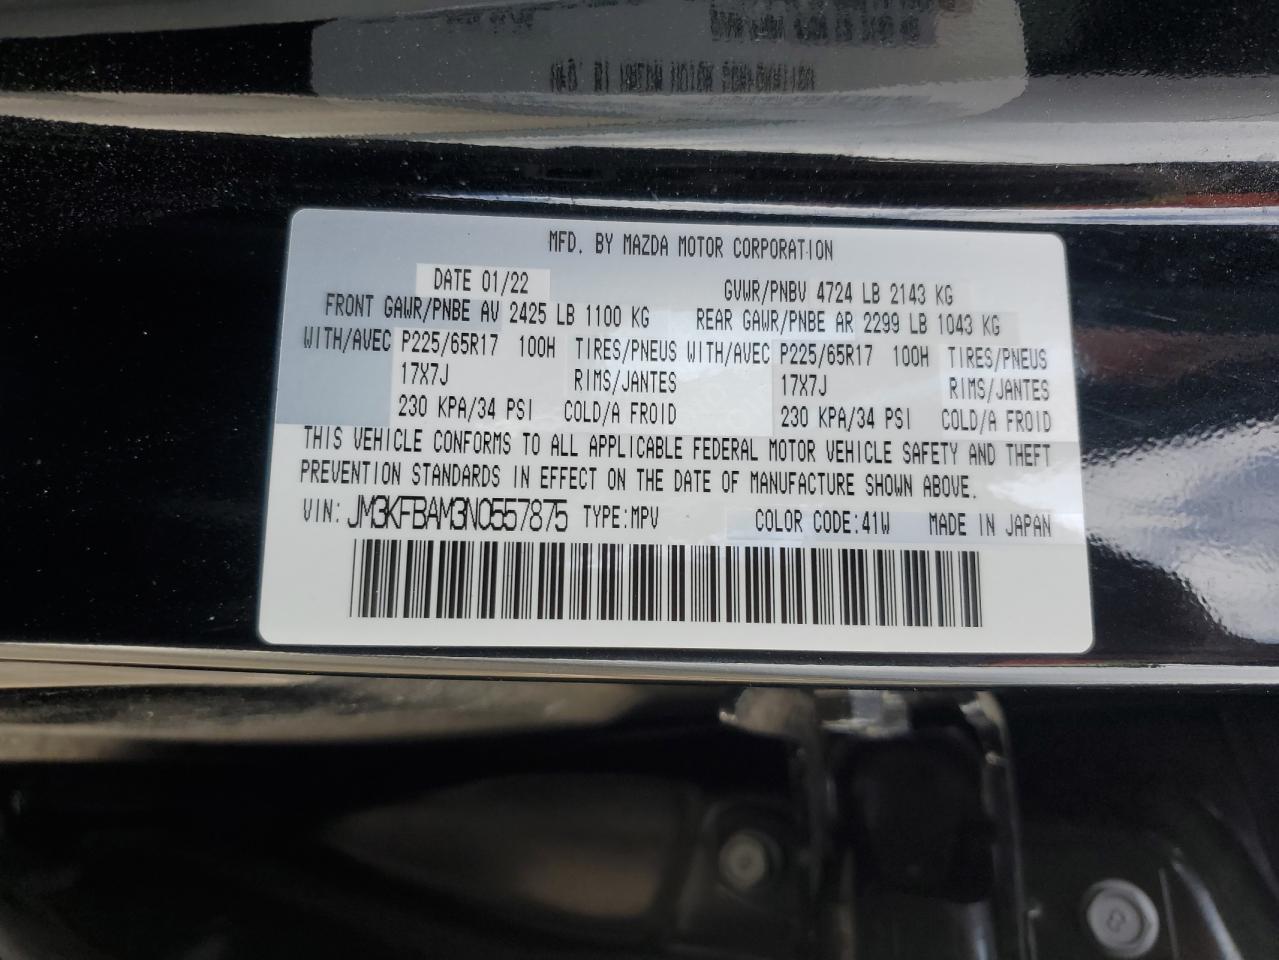 MFD. BY MAZDA MOTOR CORPORATION
DATE 01/22 GVWR/PNBV 4724 LB 2143 KG
FRONT GAWR/PNBE AV 2425 LB 1100 KG REAR GAWR/PNBE AR 2299 LB 1043 KG
WITH/AVEC P225/65R17 100H TIRES/PNEUS WITH/AVEC P225/65R17 100H TIRES/PNEUS
17X7J RIMS/JANTES 17X7J RIMS/JANTES
230 KPA/34 PSI COLD/A FROID 230 KPA/34 PSI COLD/A FROID
THIS VEHICLE CONFORMS TO ALL APPLICABLE FEDERAL MOTOR VEHICLE SAFETY AND THEFT
PREVENTION STANDARDS IN EFFECT ON THE DATE OF MANUFACTURE SHOWN ABOVE.
VIN: JM3KFBAM3N0557875 TYPE:MPV COLOR CODE:41W MADE IN JAPAN